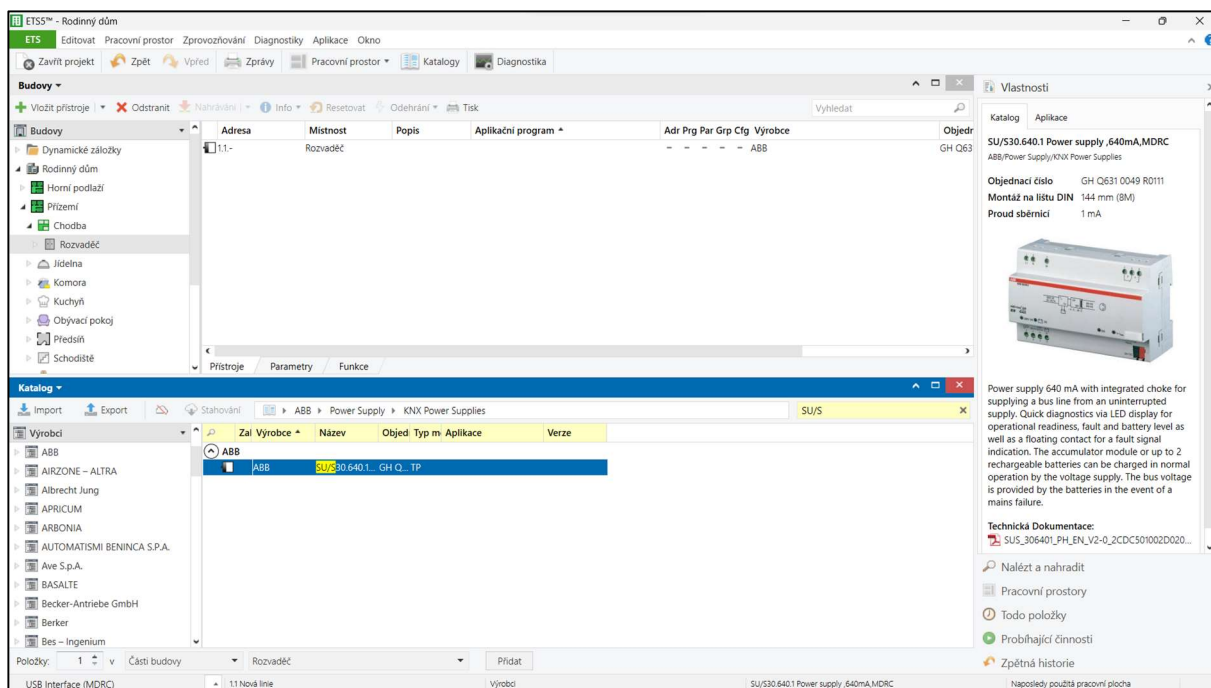 ETS5™ - Rodinný dům
ETS Editovat Pracovní prostor Zprovozňování Diagnostiky Aplikace Okno
Zavřít projekt Zpět Vpřed Zprávy Pracovní prostor Katalogy Diagnostika
Budovy
Vložit přístroje Odstranit Nahrávání Info Resetovat Odehrání Tisk Vyhledat
Budovy
Dynamické záložky
Rodinný dům
Horní podlaží
Přízemí
Chodba
Rozvaděč
Jídelna
Komora
Kuchyň
Obývací pokoj
Předsíň
Schodiště
Adresa Místnost Popis Aplikační program Adr Prg Par Grp Cfg Výrobce Objedr
1.1.- Rozvaděč – – – – – ABB GH Q63
Přístroje Parametry Funkce
Katalog
Import Export Stahování ABB Power Supply KNX Power Supplies SU/S
Výrobci
ABB
AIRZONE – ALTRA
Albrecht Jung
APRICUM
ARBONIA
AUTOMATISMI BENINCA S.P.A.
Ave S.p.A.
BASALTE
Becker-Antriebe GmbH
Berker
Bes – Ingenium
Zal Výrobce Název Objed Typ m Aplikace Verze
ABB
ABB SU/S30.640.1... GH Q... TP
Položky: 1 v Části budovy Rozvaděč Přidat
USB Interface (MDRC) 1.1 Nová linie Výrobci SU/S30.640.1 Power supply ,640mA,MDRC Naposledy použitá pracovní plocha
Vlastnosti
Katalog Aplikace
SU/S30.640.1 Power supply ,640mA,MDRC
ABB/Power Supply/KNX Power Supplies
Objednací číslo GH Q631 0049 R0111
Montáž na lištu DIN 144 mm (8M)
Proud sběrnicí 1 mA
Power supply 640 mA with integrated choke for
supplying a bus line from an uninterrupted
supply. Quick diagnostics via LED display for
operational readiness, fault and battery level as
well as a floating contact for a fault signal
indication. The accumulator module or up to 2
rechargeable batteries can be charged in normal
operation by the voltage supply. The bus voltage
is provided by the batteries in the event of a
mains failure.
Technická Dokumentace:
SUS_306401_PH_EN_V2-0_2CDC501002D020...
Nalézt a nahradit
Pracovní prostory
Todo položky
Probíhající činnosti
Zpětná historie